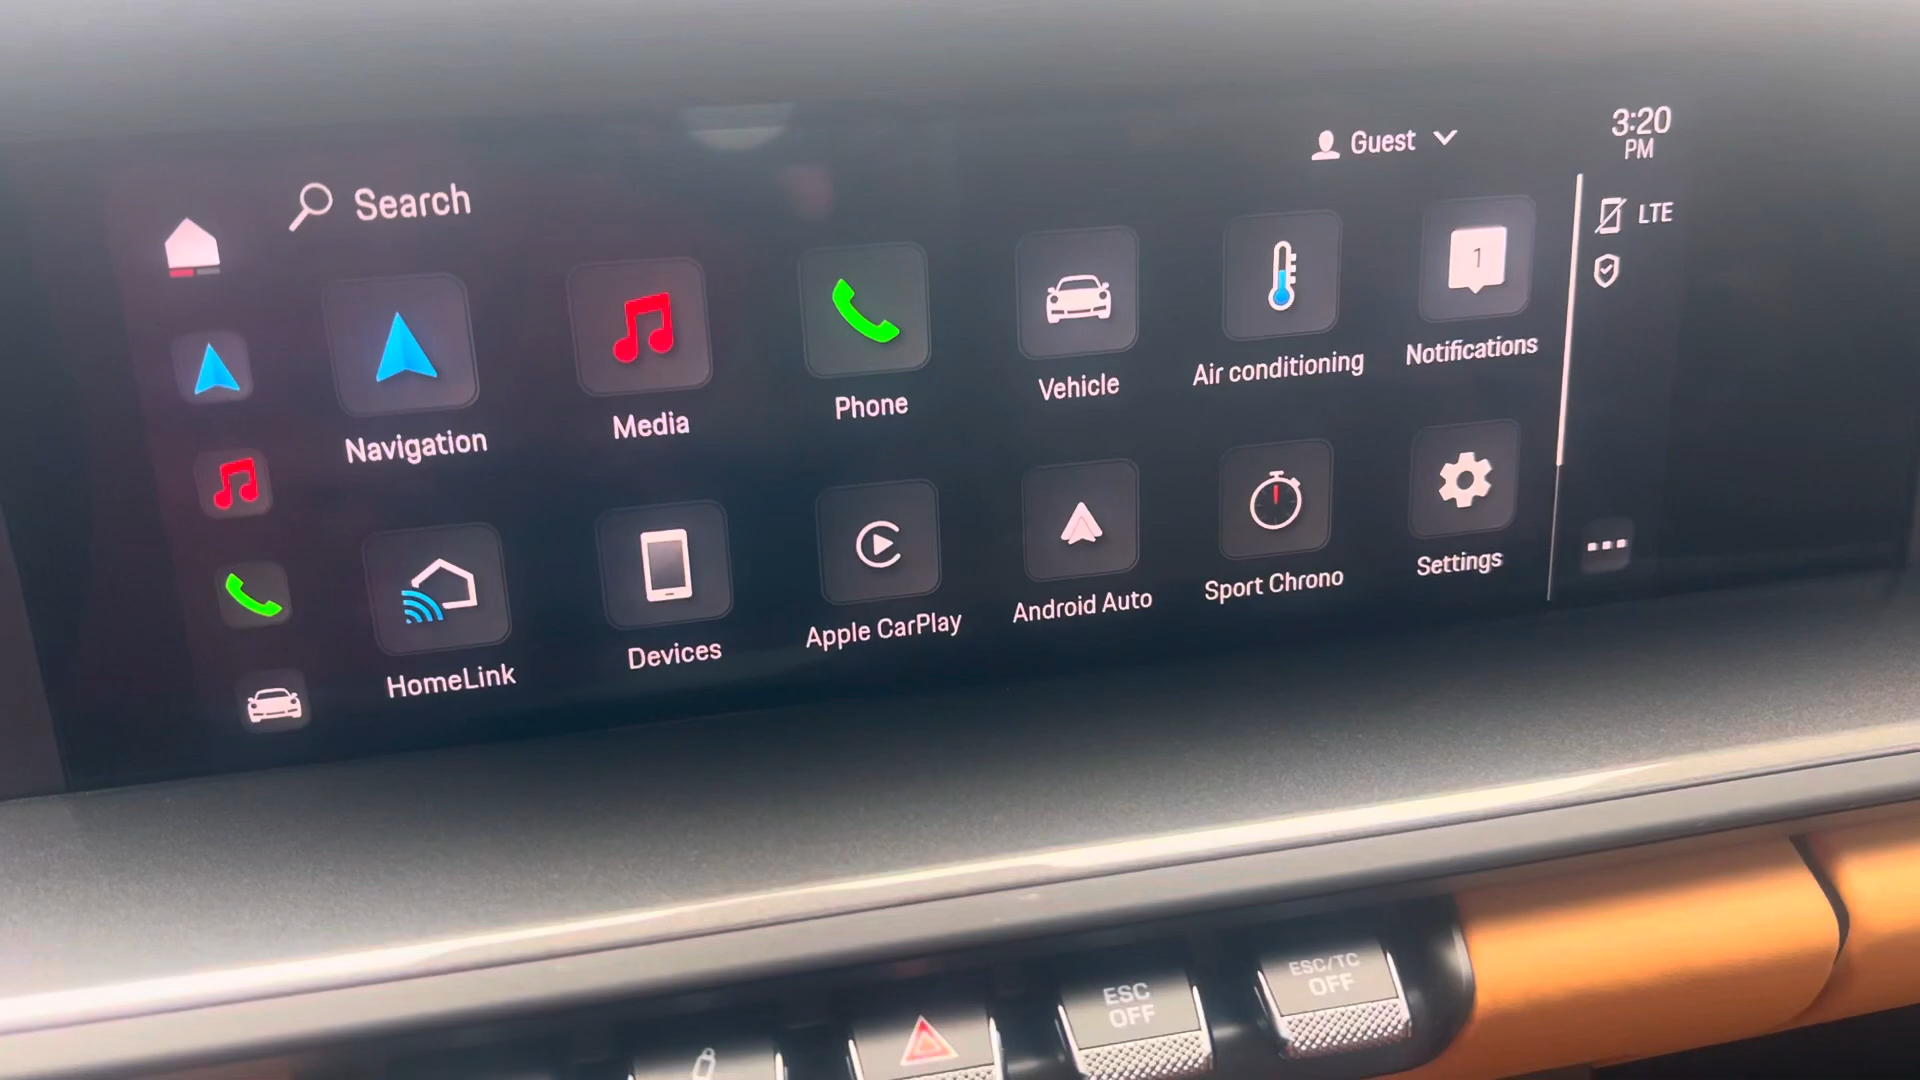 3:20
PM
Guest
Search
LTE
1
Navigation
Media
Phone
Vehicle
Air conditioning
Notifications
HomeLink
Devices
Apple CarPlay
Android Auto
Sport Chrono
Settings
ESC
OFF
ESC/TC
OFF